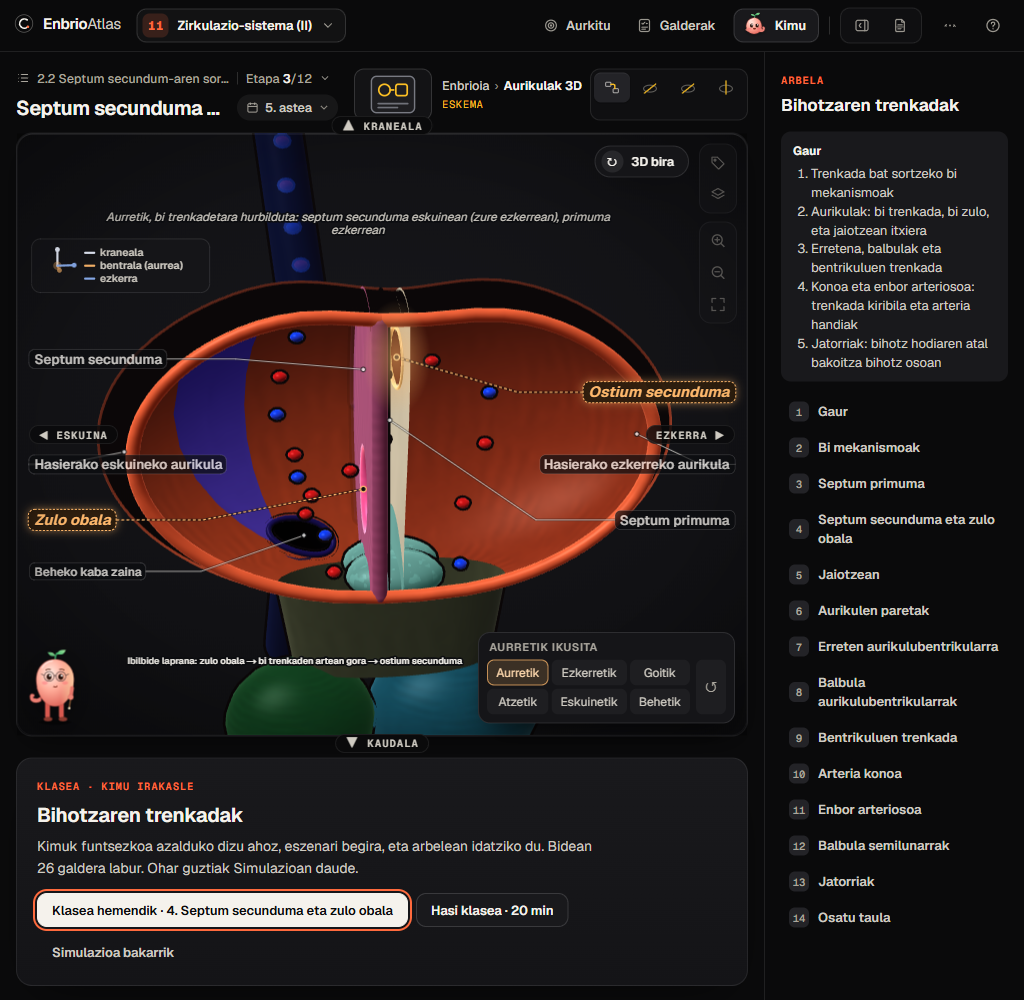 EnbrioAtlas
11 Zirkulazio-sistema (II)
Aurkitu
Galderak
Kimu
2.2 Septum secundum-aren sor...
Etapa 3/12
Septum secunduma ...
5. astea
Enbrioia › Aurikulak 3D
ESKEMA
▲ KRANEALA
3D bira
Aurretik, bi trenkadetara hurbilduta: septum secunduma eskuinean (zure ezkerrean), primuma
ezkerrean
kraneala
bentrala (aurrea)
ezkerra
Septum secunduma
Ostium secunduma
◀ ESKUINA
EZKERRA ▶
Hasierako eskuineko aurikula
Hasierako ezkerreko aurikula
Zulo obala
Septum primuma
Beheko kaba zaina
Ibilbide laprana: zulo obala → bi trenkaden artean gora → ostium secunduma
AURRETIK IKUSITA
Aurretik
Ezkerretik
Goitik
Atzetik
Eskuinetik
Behetik
▼ KAUDALA
KLASEA · KIMU IRAKASLE
Bihotzaren trenkadak
Kimuk funtsezkoa azalduko dizu ahoz, eszenari begira, eta arbelean idatziko du. Bidean
26 galdera labur. Ohar guztiak Simulazioan daude.
Klasea hemendik · 4. Septum secunduma eta zulo obala
Hasi klasea · 20 min
Simulazioa bakarrik
ARBELA
Bihotzaren trenkadak
Gaur
1. Trenkada bat sortzeko bi
mekanismoak
2. Aurikulak: bi trenkada, bi zulo,
eta jaiotzean itxiera
3. Erretena, balbulak eta
bentrikuluen trenkada
4. Konoa eta enbor arteriosoa:
trenkada kiribila eta arteria
handiak
5. Jatorriak: bihotz hodiaren atal
bakoitza bihotz osoan
1 Gaur
2 Bi mekanismoak
3 Septum primuma
4 Septum secunduma eta zulo
obala
5 Jaiotzean
6 Aurikulen paretak
7 Erreten aurikulubentrikularra
8 Balbula
aurikulubentrikularrak
9 Bentrikuluen trenkada
10 Arteria konoa
11 Enbor arteriosoa
12 Balbula semilunarrak
13 Jatorriak
14 Osatu taula